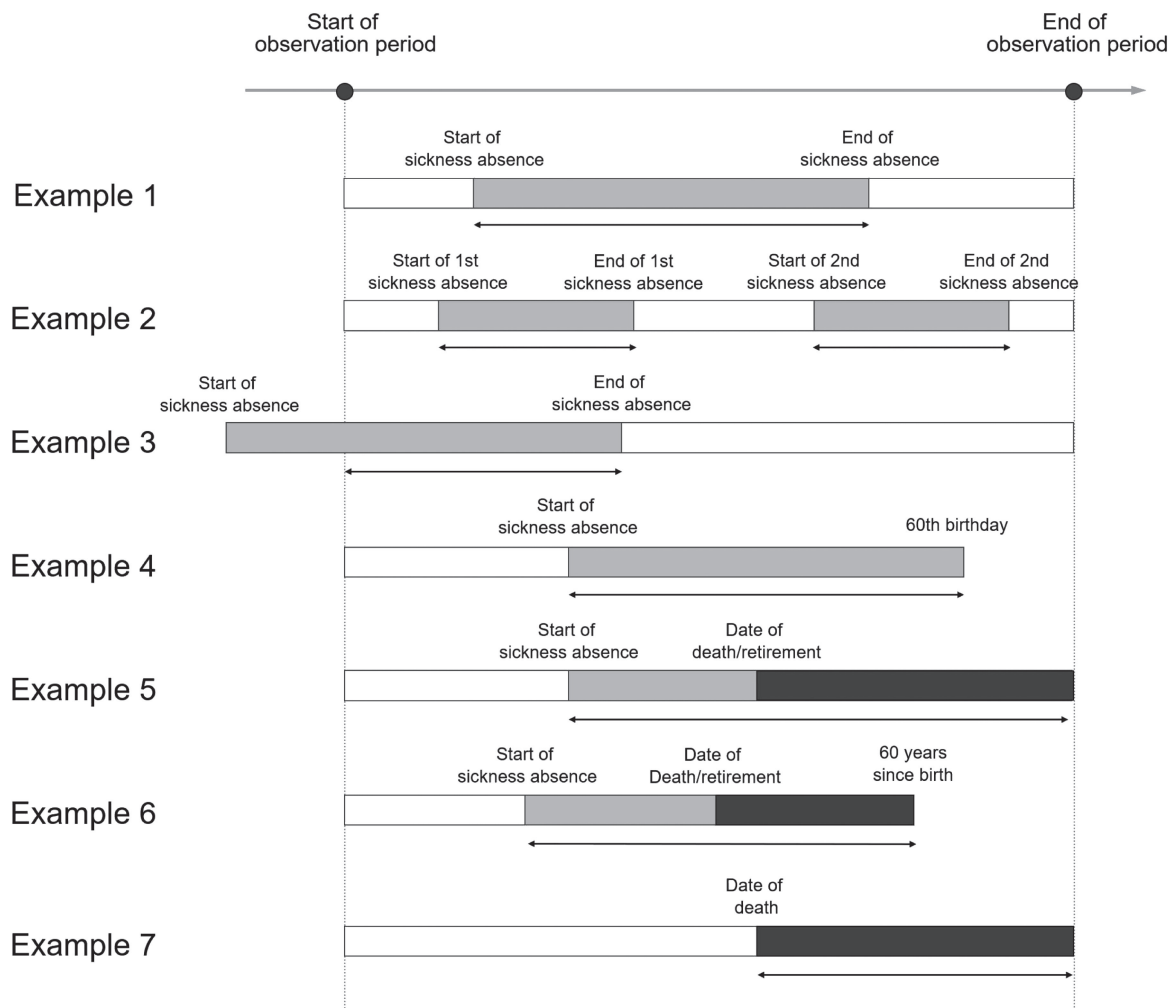 Start of
observation period
End of
observation period
Start of
sickness absence
End of
sickness absence
Example 1
Start of 1st
sickness absence
End of 1st
sickness absence
Start of 2nd
sickness absence
End of 2nd
sickness absence
Example 2
Start of
sickness absence
End of
sickness absence
Example 3
Start of
sickness absence
60th birthday
Example 4
Start of
sickness absence
Date of
death/retirement
Example 5
Start of
sickness absence
Date of
Death/retirement
60 years
since birth
Example 6
Date of
death
Example 7